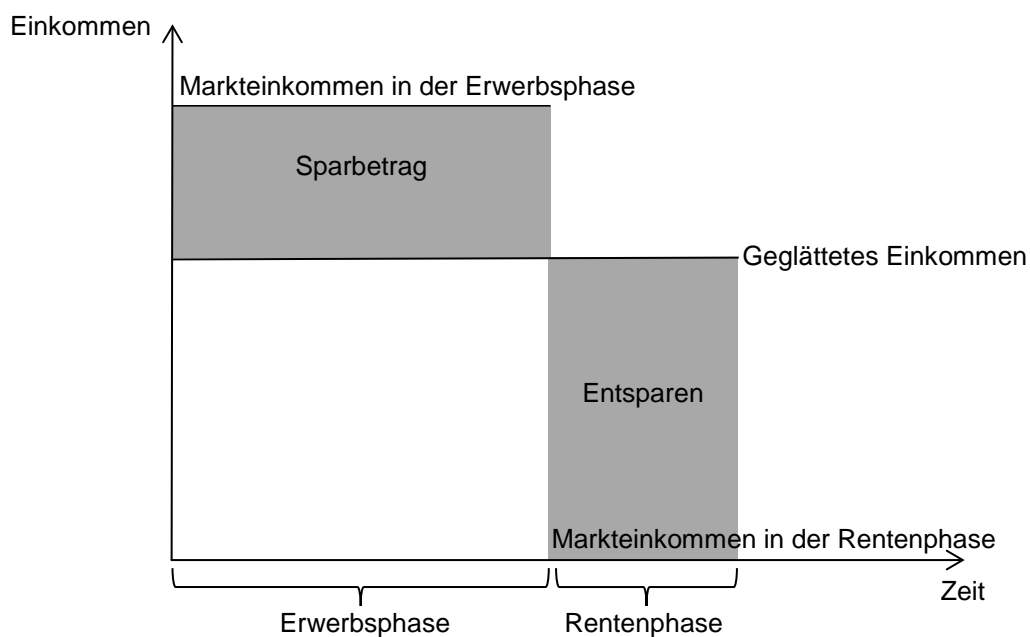 Einkommen
Markteinkommen in der Erwerbsphase
Sparbetrag
Geglättetes Einkommen
Entsparen
Markteinkommen in der Rentenphase
Zeit
Erwerbsphase
Rentenphase